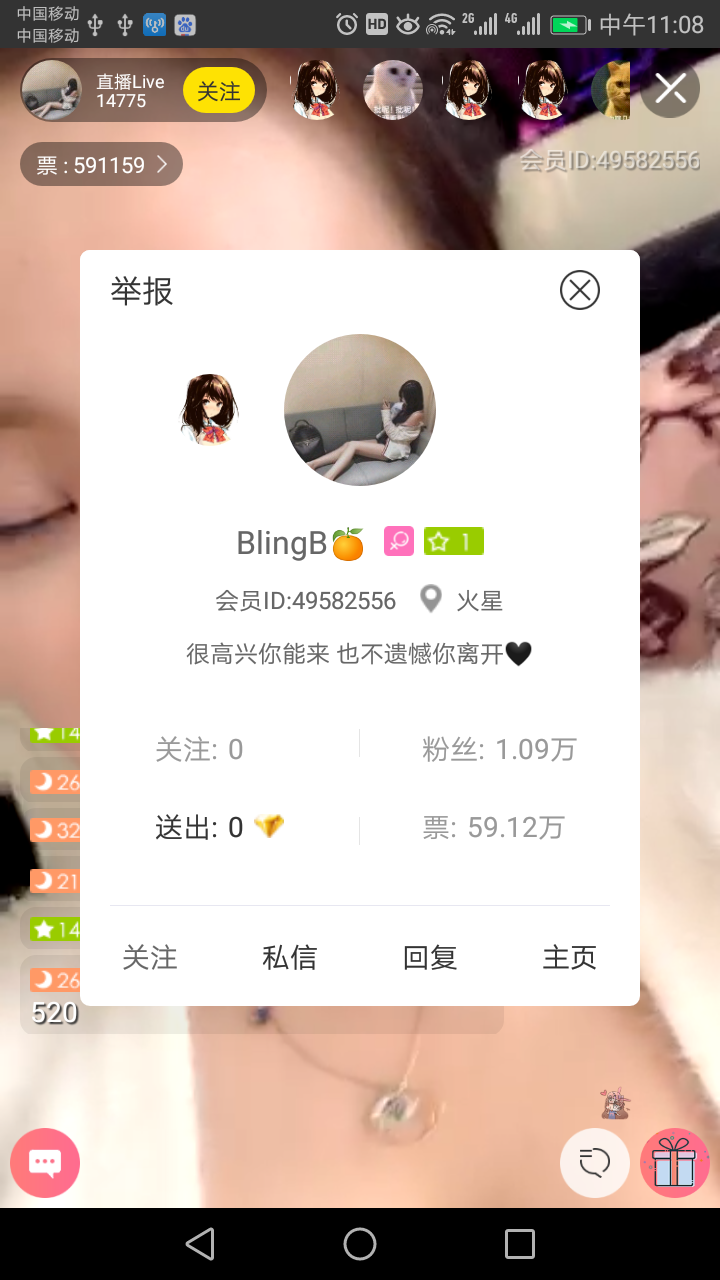 中国移动
中国移动
HD
2G
4G
中午11:08
直播Live
14775
关注
票 : 591159
会员ID:49582556
举报
BlingB🍊
1
会员ID:49582556
火星
很高兴你能来 也不遗憾你离开🖤
关注: 0
粉丝: 1.09万
送出: 0
票: 59.12万
关注
私信
回复
主页
14
26
32
21
14
26
520